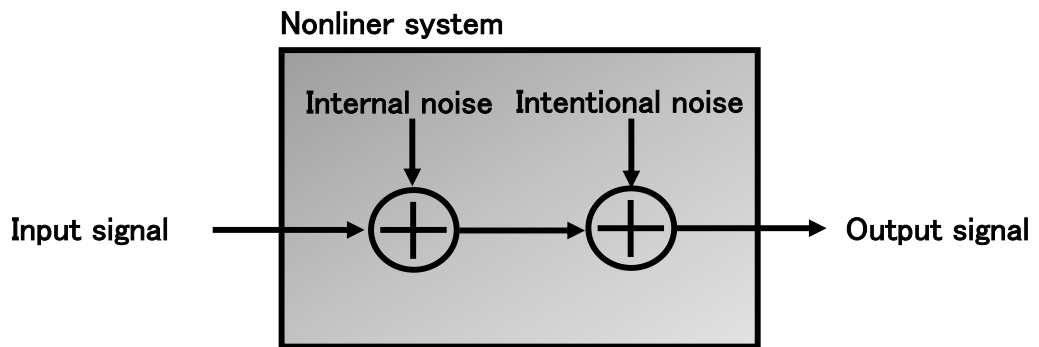 Nonliner system
Internal noise
Intentional noise
Input signal
Output signal